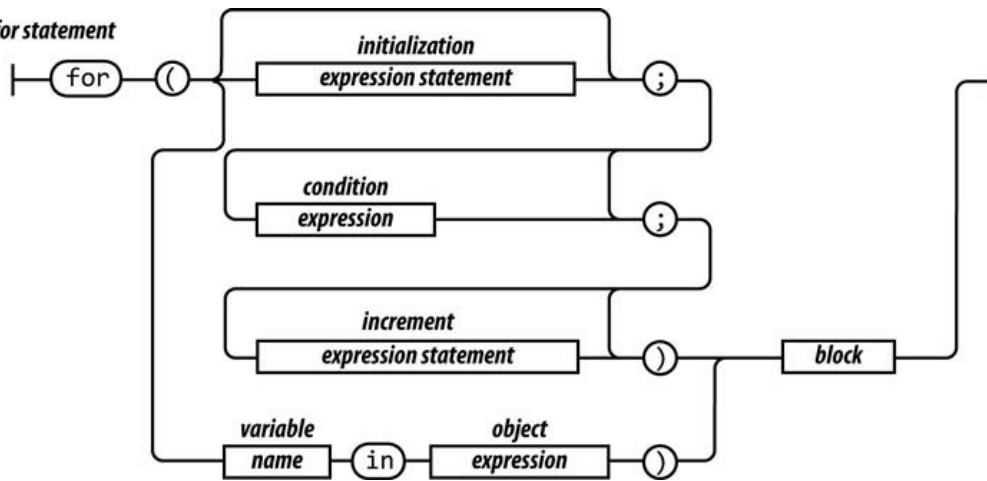 for statement
initialization
for ( expression statement ;
condition
expression ;
increment
expression statement ) block
variable object
name in expression )